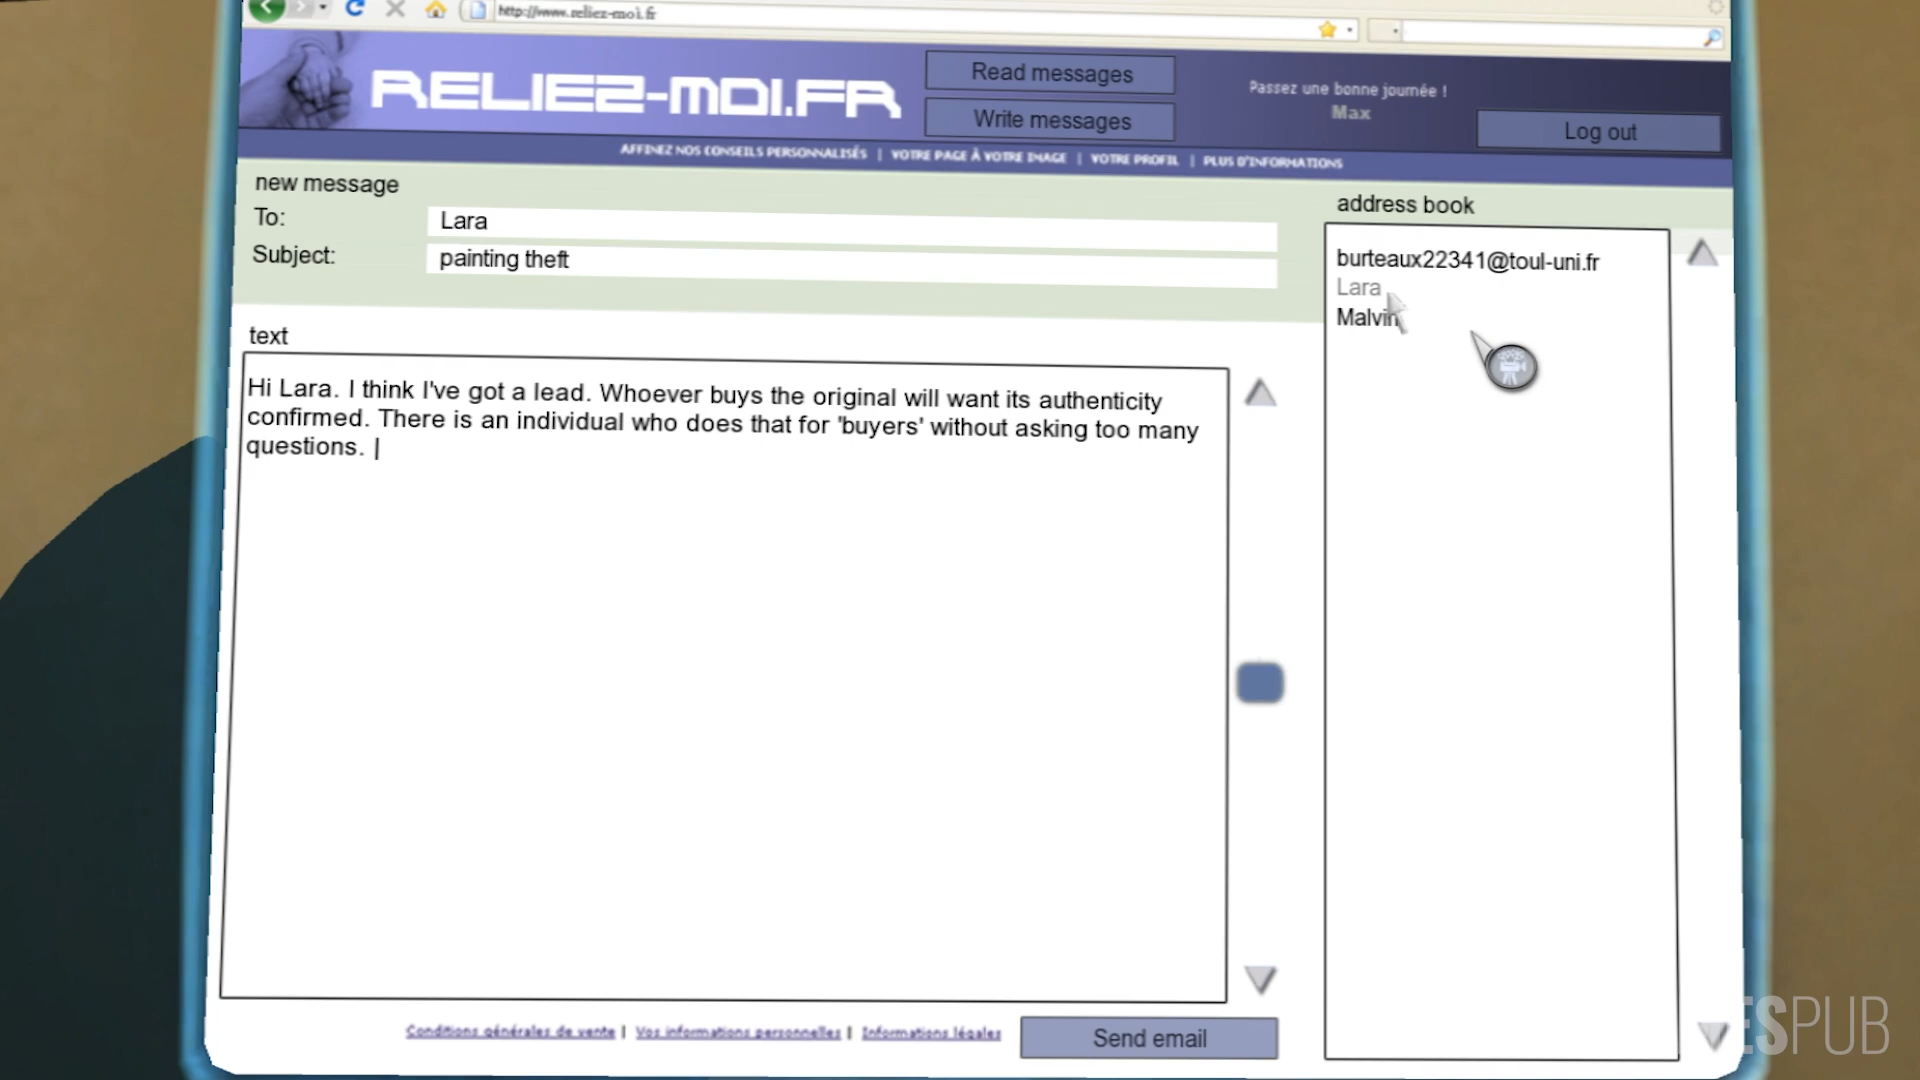 http://www.reliez-moi.fr
RELIEZ-MOI.FR
Read messages
Write messages
Passez une bonne journée !
Max
Log out
AFFINEZ NOS CONSEILS PERSONNALISÉS | VOTRE PAGE À VOTRE IMAGE | VOTRE PROFIL | PLUS D'INFORMATIONS
new message
To: Lara
Subject: painting theft
address book
burteaux22341@toul-uni.fr
Lara
Malvin
text
Hi Lara. I think I've got a lead. Whoever buys the original will want its authenticity
confirmed. There is an individual who does that for 'buyers' without asking too many
questions. |
Conditions générales de vente | Vos informations personnelles | Informations légales
Send email
ESPUB